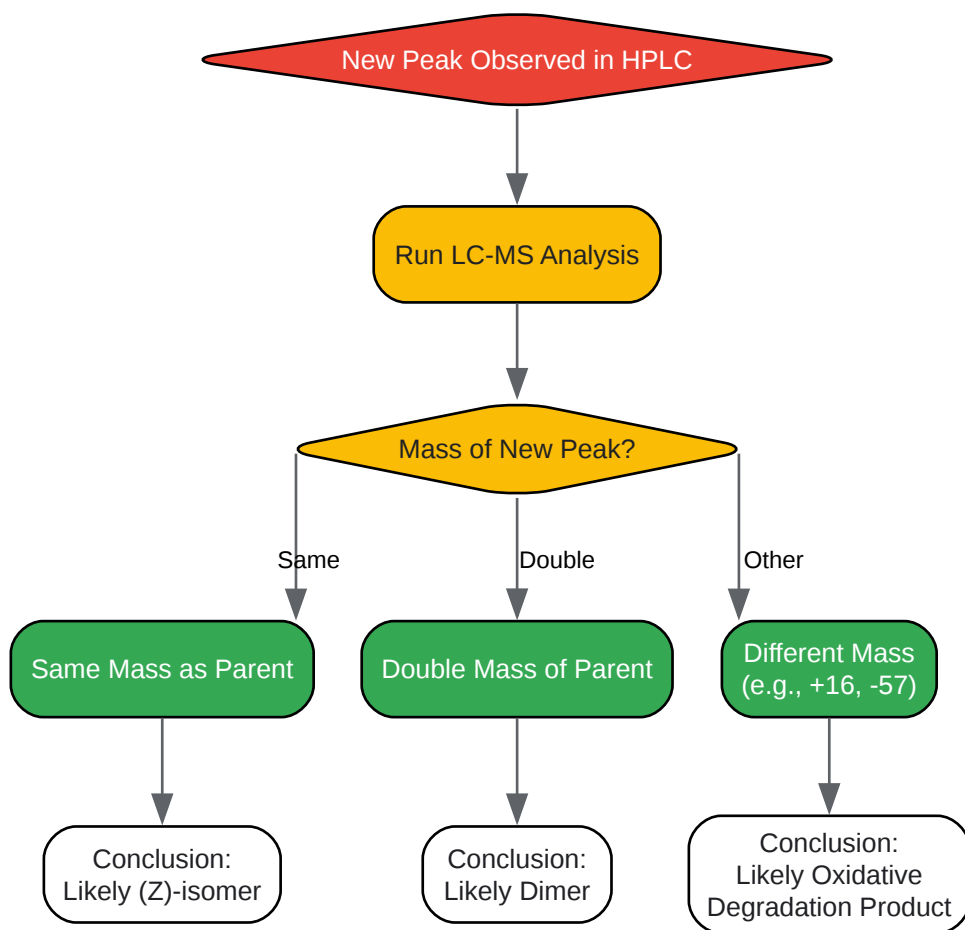 New Peak Observed in HPLC
Run LC-MS Analysis
Mass of New Peak?
Same
Double
Other
Same Mass as Parent
Double Mass of Parent
Different Mass
(e.g., +16, -57)
Conclusion:
Likely (Z)-isomer
Conclusion:
Likely Dimer
Conclusion:
Likely Oxidative
Degradation Product